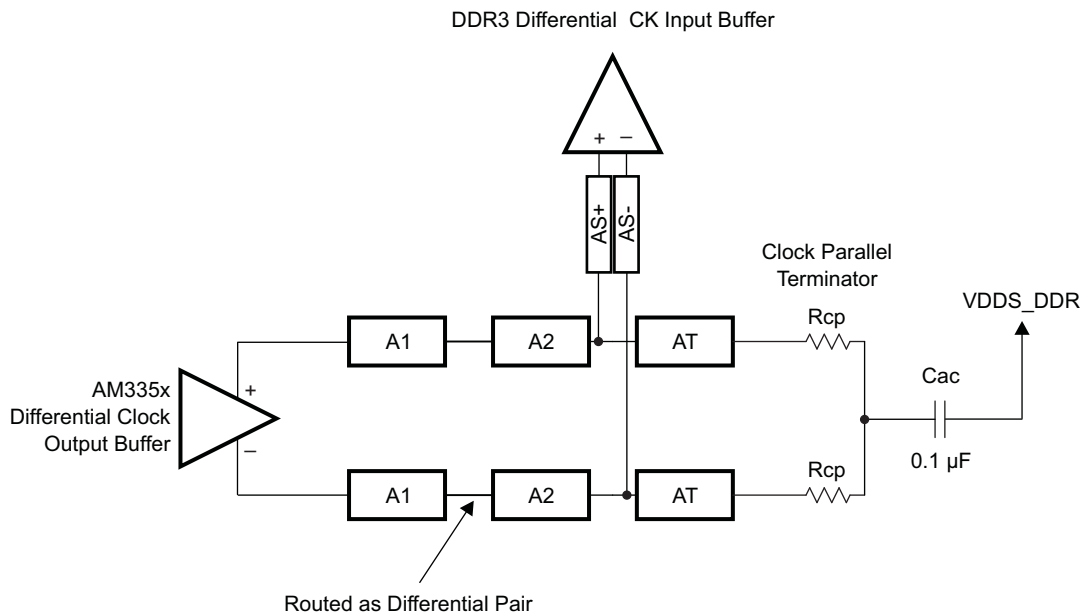 DDR3 Differential CK Input Buffer
+ −
AS+
AS-
Clock Parallel
Terminator
Rcp
VDDS_DDR
A1
A2
AT
AM335x
Differential Clock
Output Buffer
+
−
Cac
0.1 µF
Rcp
A1
A2
AT
Routed as Differential Pair